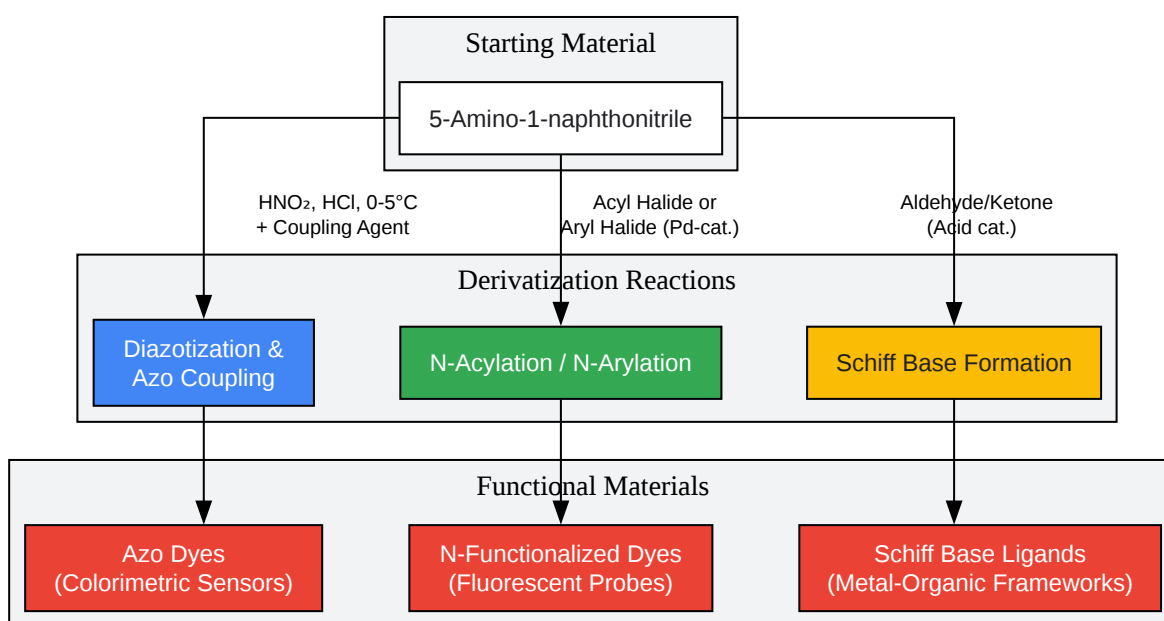 Starting Material
5-Amino-1-naphthonitrile
HNO₂, HCl, 0-5°C
+ Coupling Agent
Acyl Halide or
Aryl Halide (Pd-cat.)
Aldehyde/Ketone
(Acid cat.)
Derivatization Reactions
Diazotization &
Azo Coupling
N-Acylation / N-Arylation
Schiff Base Formation
Functional Materials
Azo Dyes
(Colorimetric Sensors)
N-Functionalized Dyes
(Fluorescent Probes)
Schiff Base Ligands
(Metal-Organic Frameworks)